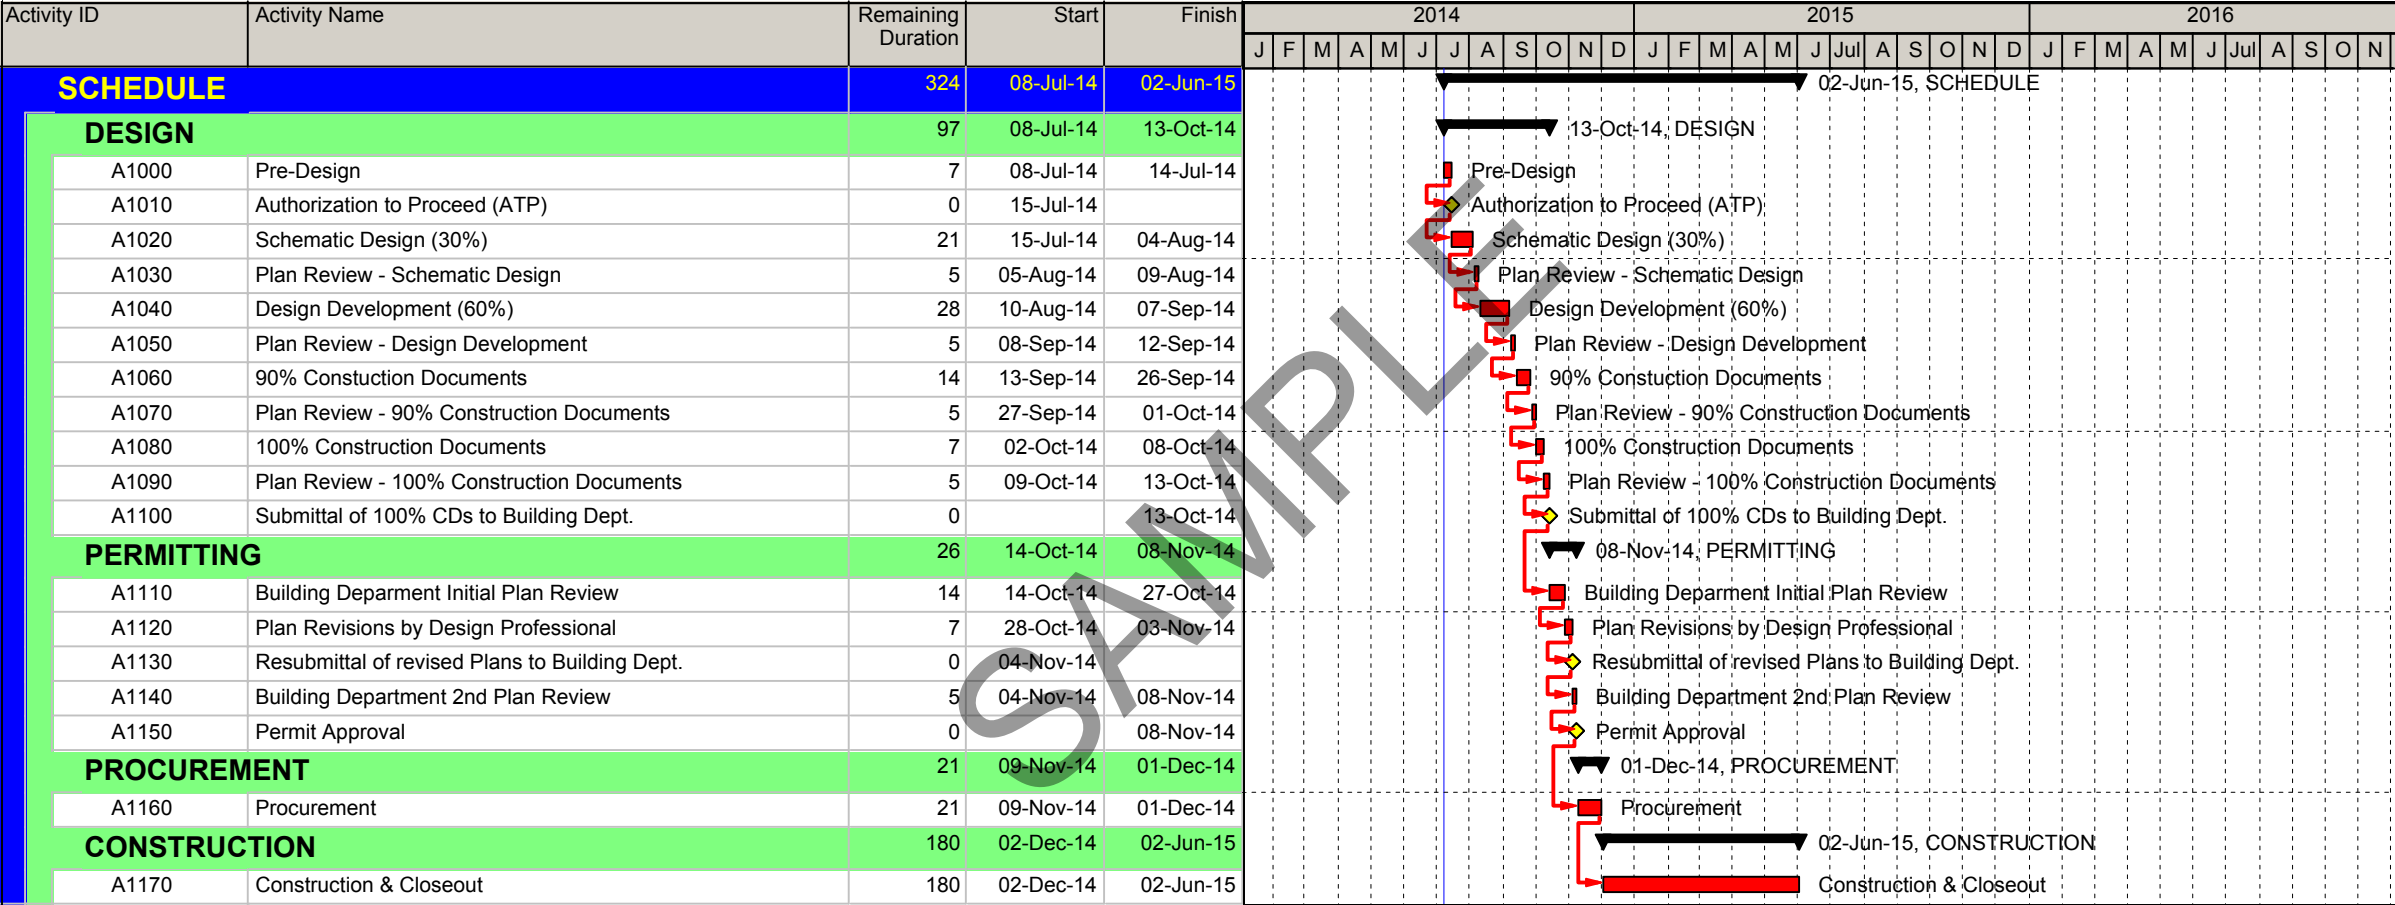 Activity ID Activity Name Remaining Duration Start Finish 2014 2015 2016
J F M A M J J A S O N D J F M A M J Jul A S O N D J F M A M J Jul A S O N
SCHEDULE 324 08-Jul-14 02-Jun-15 02-Jun-15, SCHEDULE
DESIGN 97 08-Jul-14 13-Oct-14 13-Oct-14, DESIGN
A1000 Pre-Design 7 08-Jul-14 14-Jul-14 Pre-Design
A1010 Authorization to Proceed (ATP) 0 15-Jul-14 Authorization to Proceed (ATP)
A1020 Schematic Design (30%) 21 15-Jul-14 04-Aug-14 Schematic Design (30%)
A1030 Plan Review - Schematic Design 5 05-Aug-14 09-Aug-14 Plan Review - Schematic Design
A1040 Design Development (60%) 28 10-Aug-14 07-Sep-14 Design Development (60%)
A1050 Plan Review - Design Development 5 08-Sep-14 12-Sep-14 Plan Review - Design Development
A1060 90% Constuction Documents 14 13-Sep-14 26-Sep-14 90% Constuction Documents
A1070 Plan Review - 90% Construction Documents 5 27-Sep-14 01-Oct-14 Plan Review - 90% Construction Documents
A1080 100% Construction Documents 7 02-Oct-14 08-Oct-14 100% Construction Documents
A1090 Plan Review - 100% Construction Documents 5 09-Oct-14 13-Oct-14 Plan Review - 100% Construction Documents
A1100 Submittal of 100% CDs to Building Dept. 0 13-Oct-14 Submittal of 100% CDs to Building Dept.
PERMITTING 26 14-Oct-14 08-Nov-14 08-Nov-14, PERMITTING
A1110 Building Deparment Initial Plan Review 14 14-Oct-14 27-Oct-14 Building Deparment Initial Plan Review
A1120 Plan Revisions by Design Professional 7 28-Oct-14 03-Nov-14 Plan Revisions by Design Professional
A1130 Resubmittal of revised Plans to Building Dept. 0 04-Nov-14 Resubmittal of revised Plans to Building Dept.
A1140 Building Department 2nd Plan Review 5 04-Nov-14 08-Nov-14 Building Department 2nd Plan Review
A1150 Permit Approval 0 08-Nov-14 Permit Approval
PROCUREMENT 21 09-Nov-14 01-Dec-14 01-Dec-14, PROCUREMENT
A1160 Procurement 21 09-Nov-14 01-Dec-14 Procurement
CONSTRUCTION 180 02-Dec-14 02-Jun-15 02-Jun-15, CONSTRUCTION
A1170 Construction & Closeout 180 02-Dec-14 02-Jun-15 Construction & Closeout
SAMPLE